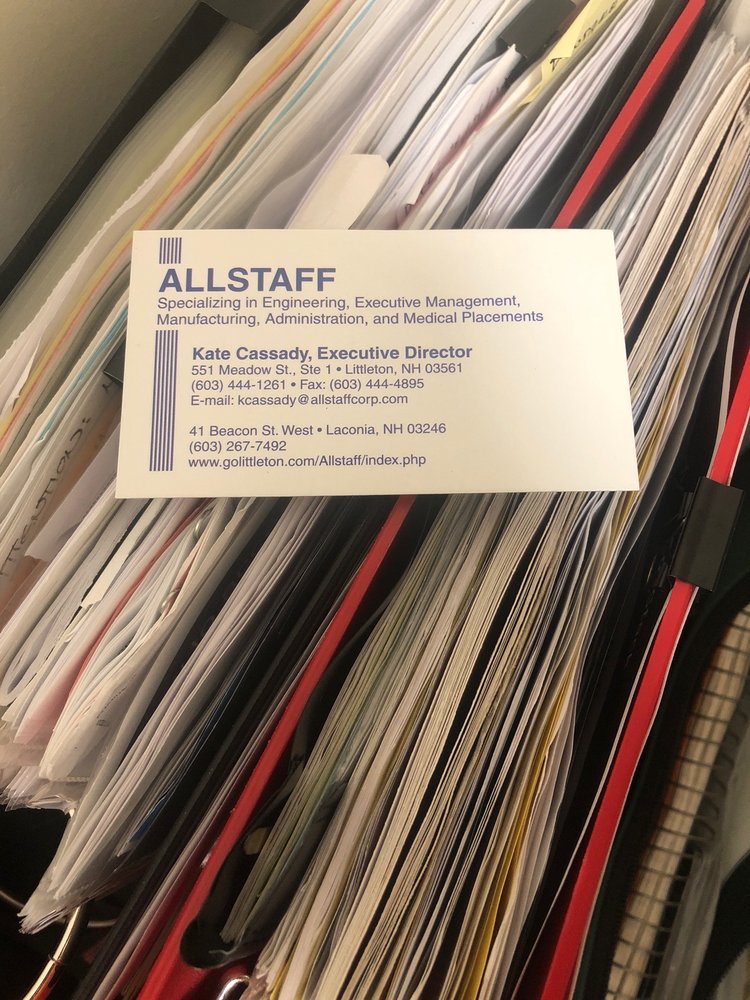 ALLSTAFF
Specializing in Engineering, Executive Management,
Manufacturing, Administration, and Medical Placements
Kate Cassady, Executive Director
551 Meadow St., Ste 1 • Littleton, NH 03561
(603) 444-1261 • Fax: (603) 444-4895
E-mail: kcassady@allstaffcorp.com
41 Beacon St. West • Laconia, NH 03246
(603) 267-7492
www.golittleton.com/Allstaff/index.php